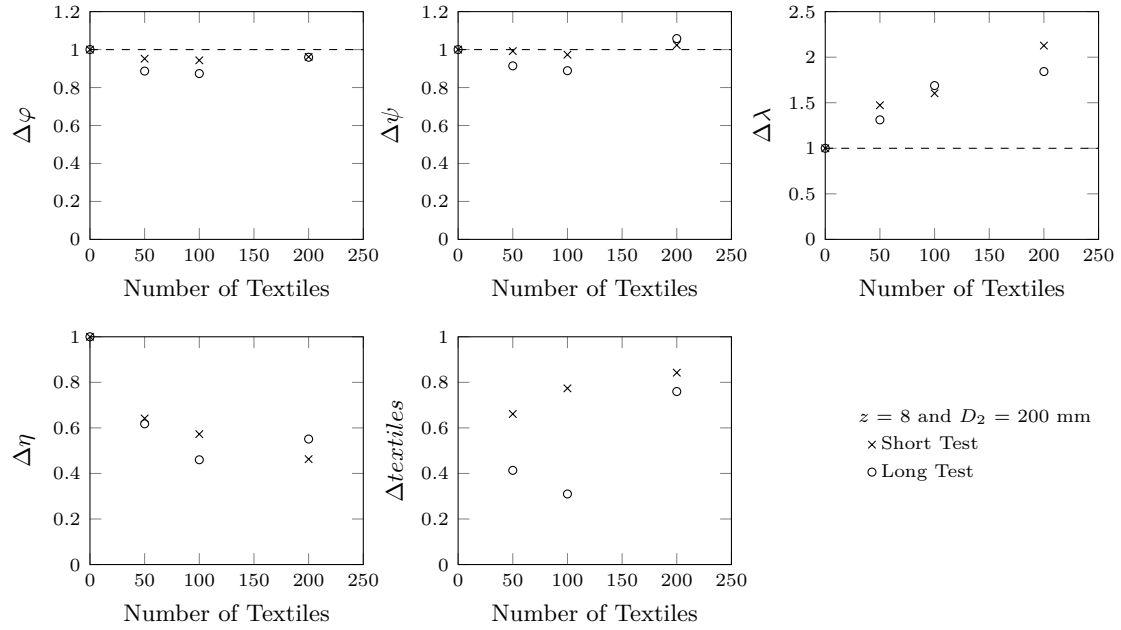 1.2
1
0.8
0.6
0.4
0.2
0
Δφ
0 50 100 150 200 250
Number of Textiles
1.2
1
0.8
0.6
0.4
0.2
0
Δψ
0 50 100 150 200 250
Number of Textiles
2.5
2
1.5
1
0.5
0
Δλ
0 50 100 150 200 250
Number of Textiles
1
0.8
0.6
0.4
0.2
0
Δη
0 50 100 150 200 250
Number of Textiles
1
0.8
0.6
0.4
0.2
0
Δtextiles
0 50 100 150 200 250
Number of Textiles
z = 8 and D₂ = 200 mm
Short Test
Long Test